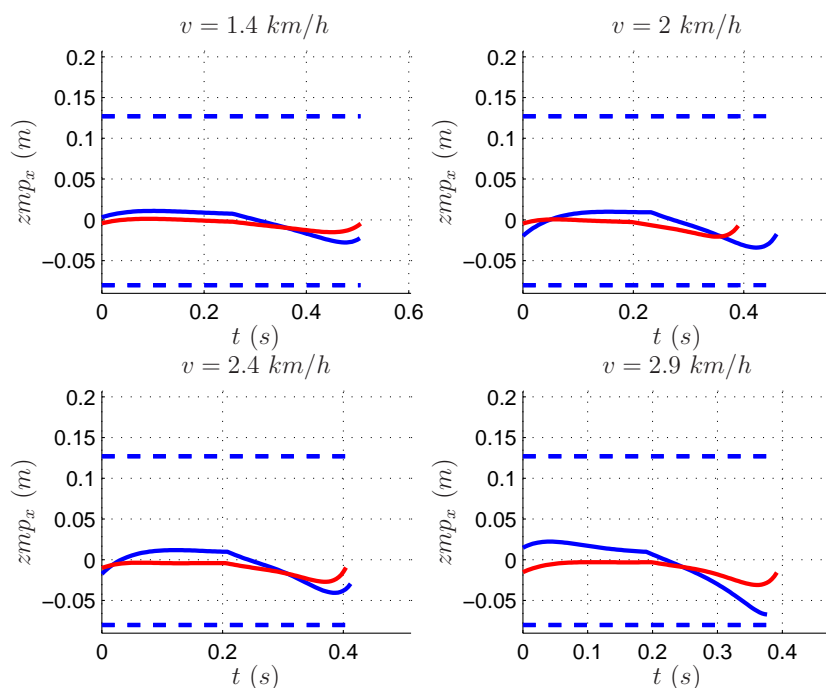 v = 1.4 km/h
0.2
0.15
0.1
0.05
0
−0.05
zmp_x (m)
0 0.2 0.4 0.6
t (s)
v = 2 km/h
0.2
0.15
0.1
0.05
0
−0.05
zmp_x (m)
0 0.2 0.4
t (s)
v = 2.4 km/h
0.2
0.15
0.1
0.05
0
−0.05
zmp_x (m)
0 0.2 0.4
t (s)
v = 2.9 km/h
0.2
0.15
0.1
0.05
0
−0.05
zmp_x (m)
0 0.1 0.2 0.3 0.4
t (s)